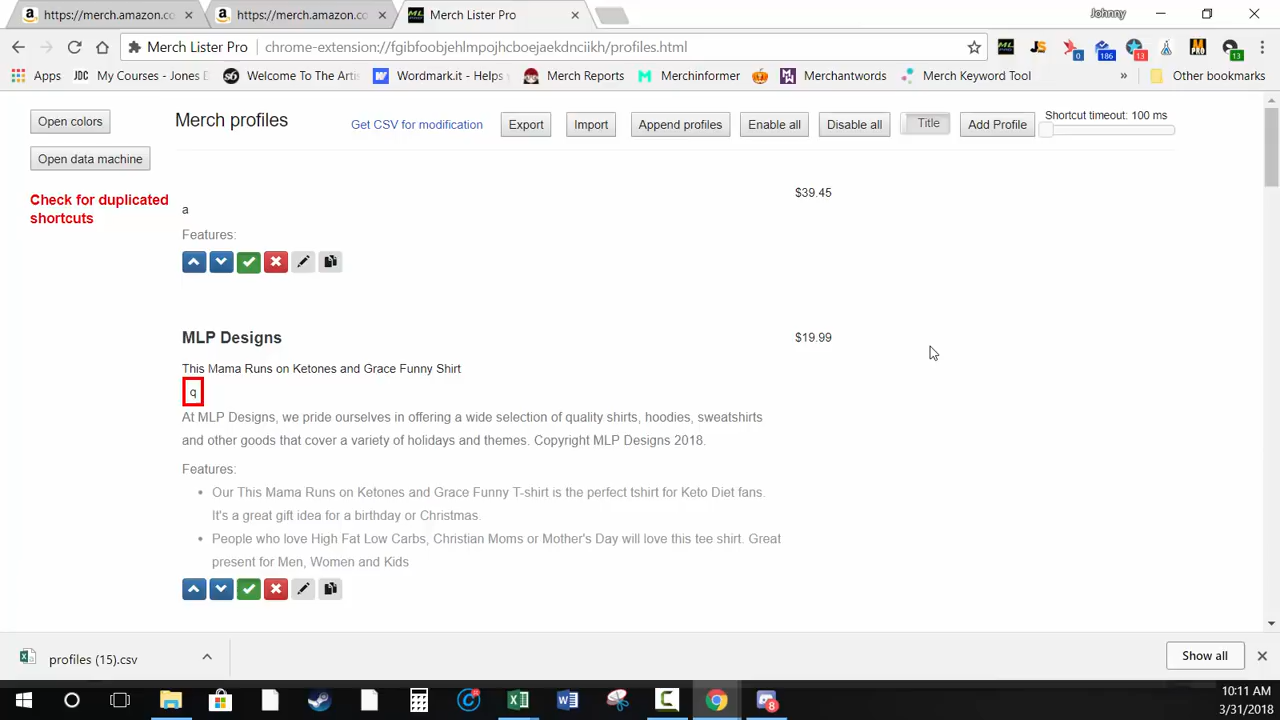 https://merch.amazon.co
https://merch.amazon.co
Merch Lister Pro
Johnny
Merch Lister Pro
chrome-extension://fgibfoobjehlmpojhcboejaekdnciikh/profiles.html
Apps
My Courses - Jones D
Welcome To The Artis
Wordmark.it - Helps y
Merch Reports
Merchinformer
Merchantwords
Merch Keyword Tool
»
Other bookmarks
Open colors
Open data machine
Check for duplicated
shortcuts
Merch profiles
Get CSV for modification
Export
Import
Append profiles
Enable all
Disable all
Title
Add Profile
Shortcut timeout: 100 ms
$39.45
a
Features:
MLP Designs
$19.99
This Mama Runs on Ketones and Grace Funny Shirt
q
At MLP Designs, we pride ourselves in offering a wide selection of quality shirts, hoodies, sweatshirts
and other goods that cover a variety of holidays and themes. Copyright MLP Designs 2018.
Features:
• Our This Mama Runs on Ketones and Grace Funny T-shirt is the perfect tshirt for Keto Diet fans.
It's a great gift idea for a birthday or Christmas.
• People who love High Fat Low Carbs, Christian Moms or Mother's Day will love this tee shirt. Great
present for Men, Women and Kids
profiles (15).csv
Show all
10:11 AM
3/31/2018